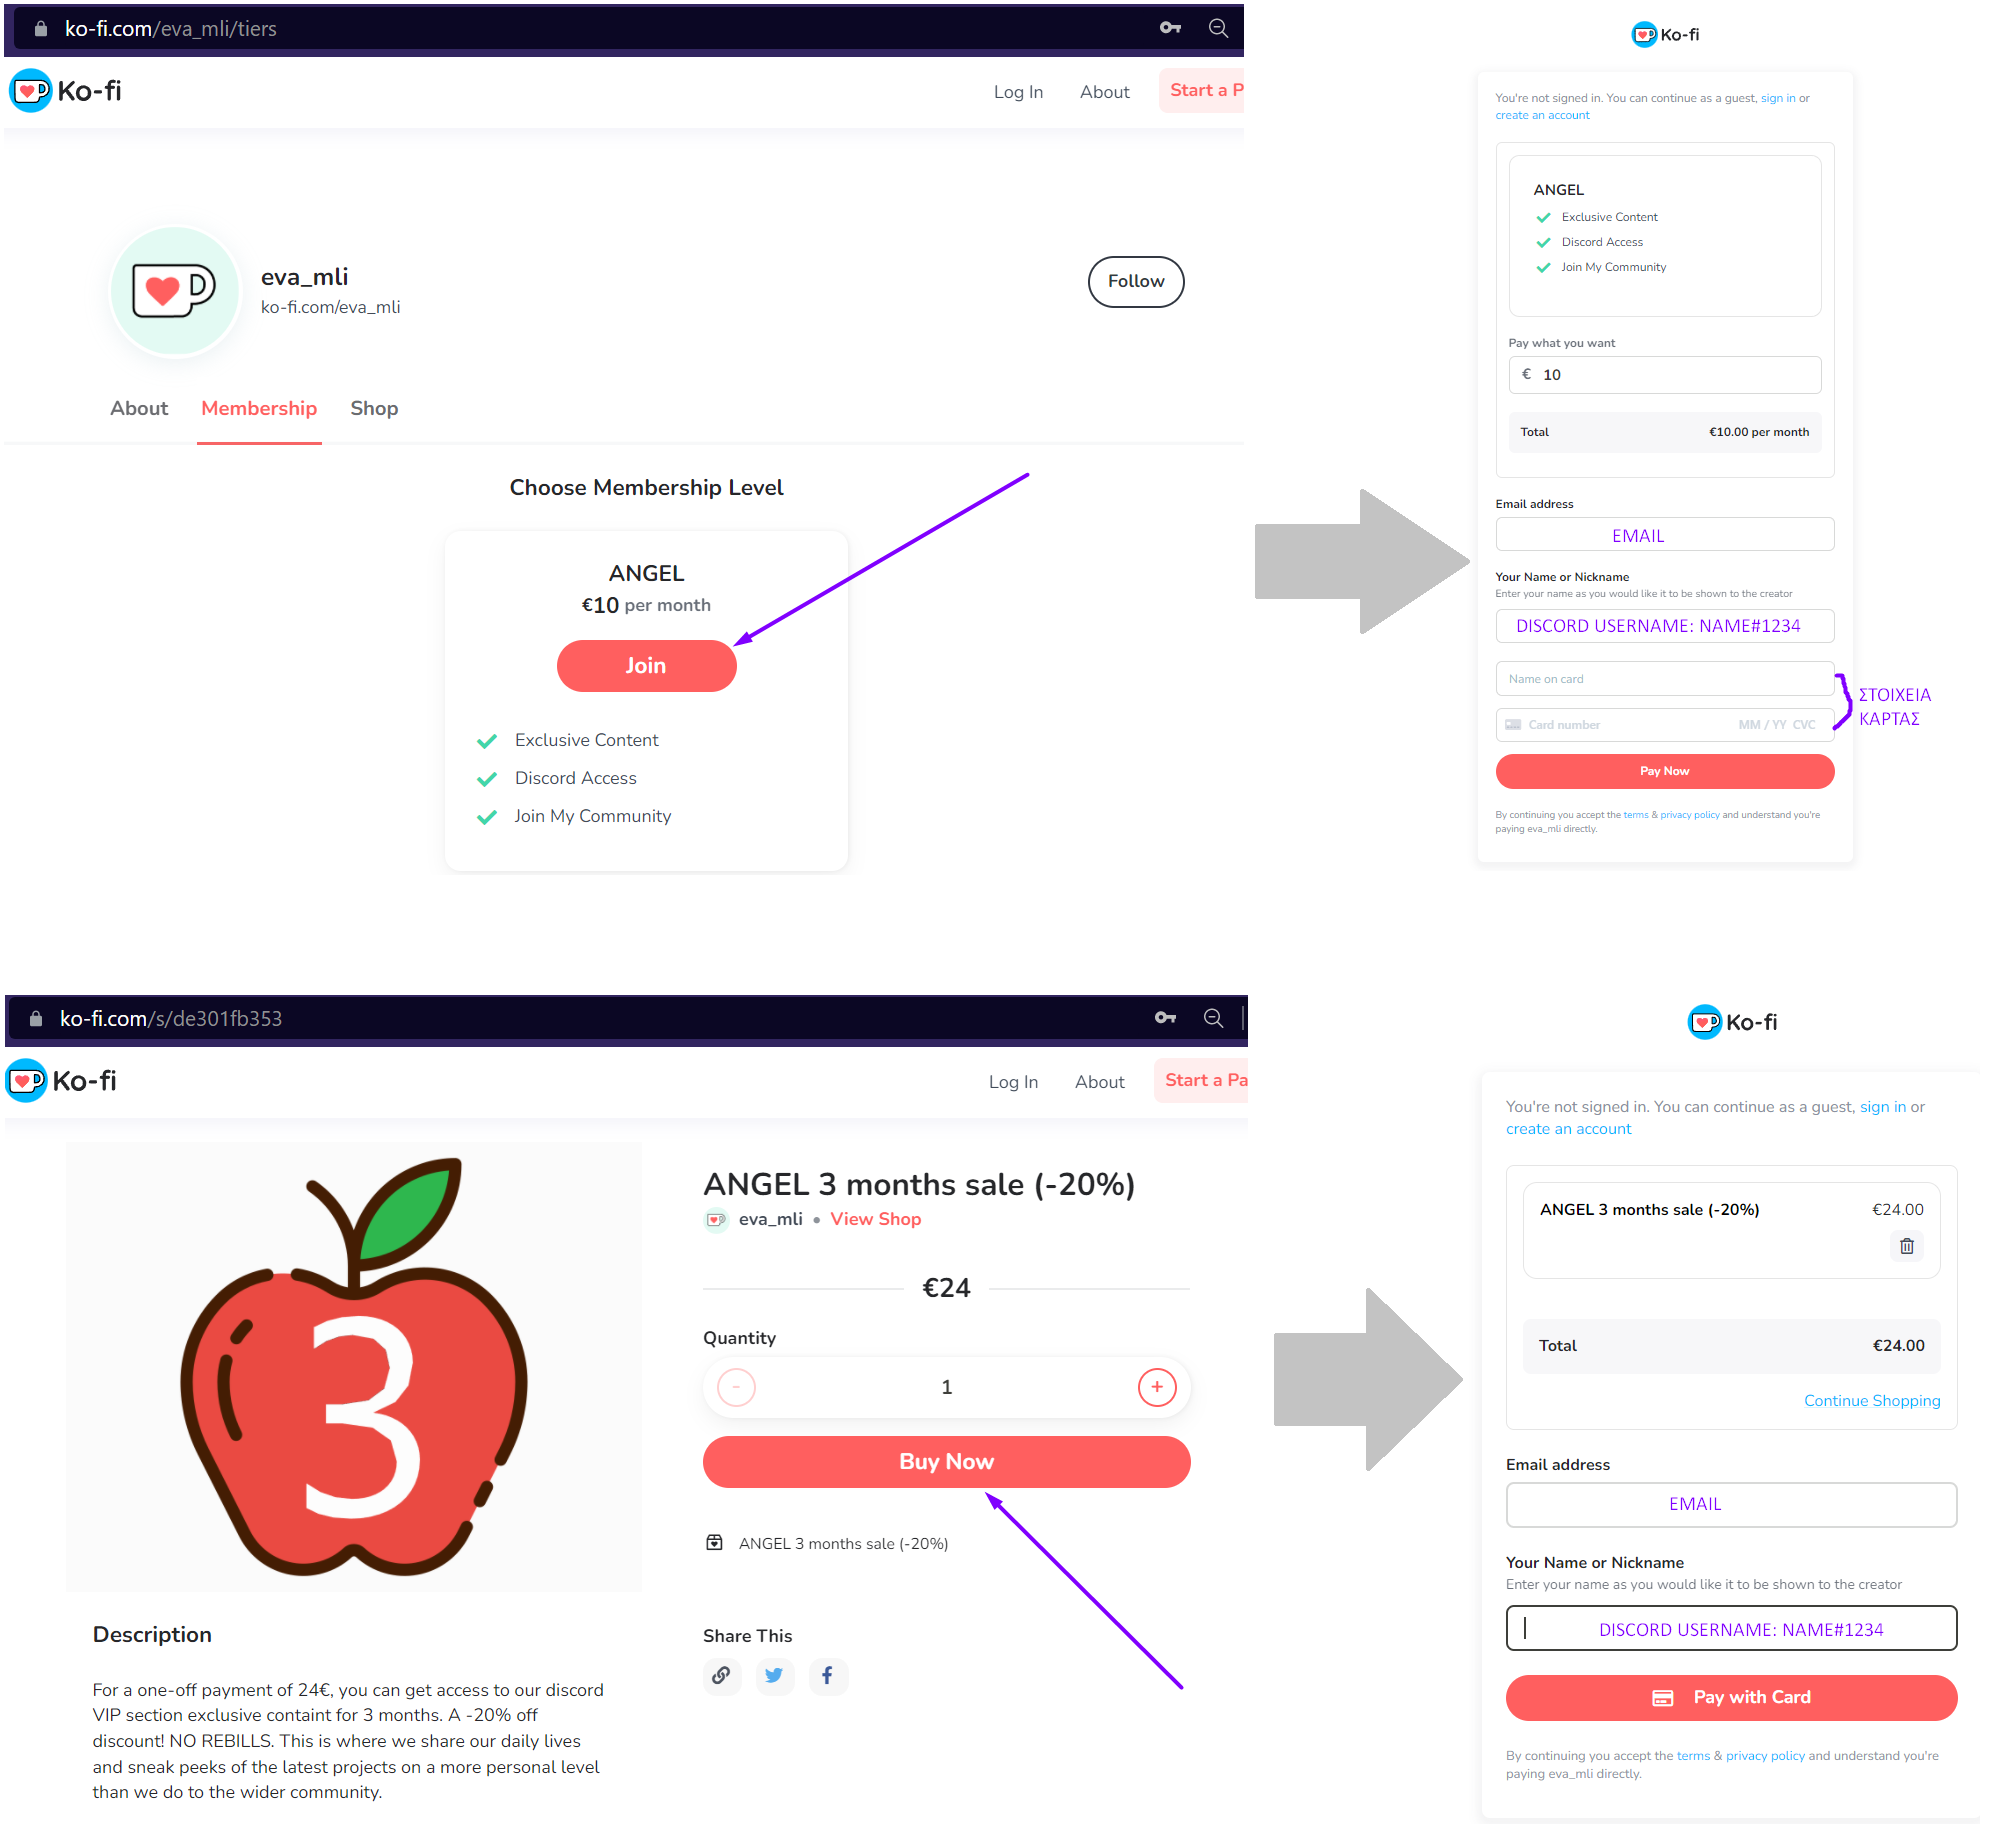 ko-fi.com/eva_mli/tiers
Ko-fi
Log In
About
Start a P
eva_mli
ko-fi.com/eva_mli
Follow
About
Membership
Shop
Choose Membership Level
ANGEL
€10 per month
Join
Exclusive Content
Discord Access
Join My Community
Ko-fi
You're not signed in. You can continue as a guest, sign in or
create an account
ANGEL
Exclusive Content
Discord Access
Join My Community
Pay what you want
€ 10
Total €10.00 per month
Email address
EMAIL
Your Name or Nickname
Enter your name as you would like it to be shown to the creator
DISCORD USERNAME: NAME#1234
Name on card
Card number MM / YY CVC
ΣΤΟΙΧΕΙΑ
ΚΑΡΤΑΣ
Pay Now
By continuing you accept the terms & privacy policy and understand you're
paying eva_mli directly.
ko-fi.com/s/de301fb353
Ko-fi
Log In
About
Start a Pa
3
ANGEL 3 months sale (-20%)
eva_mli • View Shop
€24
Quantity
- 1 +
Buy Now
ANGEL 3 months sale (-20%)
Share This
Description
For a one-off payment of 24€, you can get access to our discord
VIP section exclusive containt for 3 months. A -20% off
discount! NO REBILLS. This is where we share our daily lives
and sneak peeks of the latest projects on a more personal level
than we do to the wider community.
Ko-fi
You're not signed in. You can continue as a guest, sign in or
create an account
ANGEL 3 months sale (-20%) €24.00
Total €24.00
Continue Shopping
Email address
EMAIL
Your Name or Nickname
Enter your name as you would like it to be shown to the creator
DISCORD USERNAME: NAME#1234
Pay with Card
By continuing you accept the terms & privacy policy and understand you're
paying eva_mli directly.